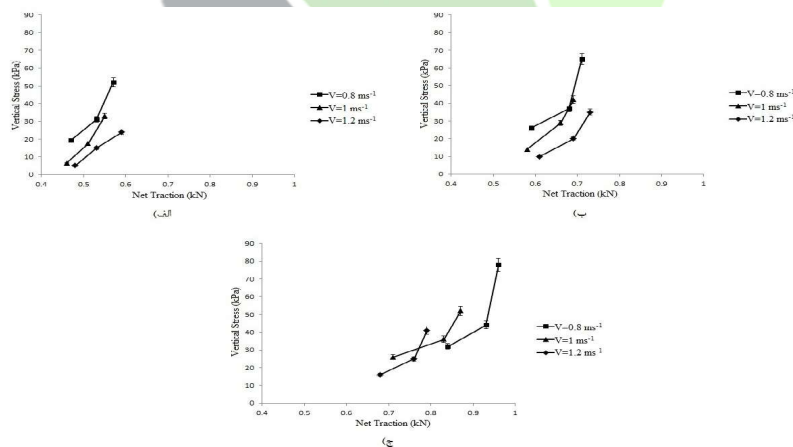 90
80
70
60
50
40
30
20
10
0
Vertical Stress (kPa)
0.4 0.5 0.6 0.7 0.8 0.9 1
Net Traction (kN)
V=0.8 ms⁻¹
V=1 ms⁻¹
V=1.2 ms⁻¹
الف)
90
80
70
60
50
40
30
20
10
0
Vertical Stress (kPa)
0.4 0.5 0.6 0.7 0.8 0.9 1
Net Traction (kN)
V=0.8 ms⁻¹
V=1 ms⁻¹
V=1.2 ms⁻¹
ب)
90
80
70
60
50
40
30
20
10
0
Vertical Stress (kPa)
0.4 0.5 0.6 0.7 0.8 0.9 1
Net Traction (kN)
V=0.8 ms⁻¹
V=1 ms⁻¹
V=1.2 ms⁻¹
ج)